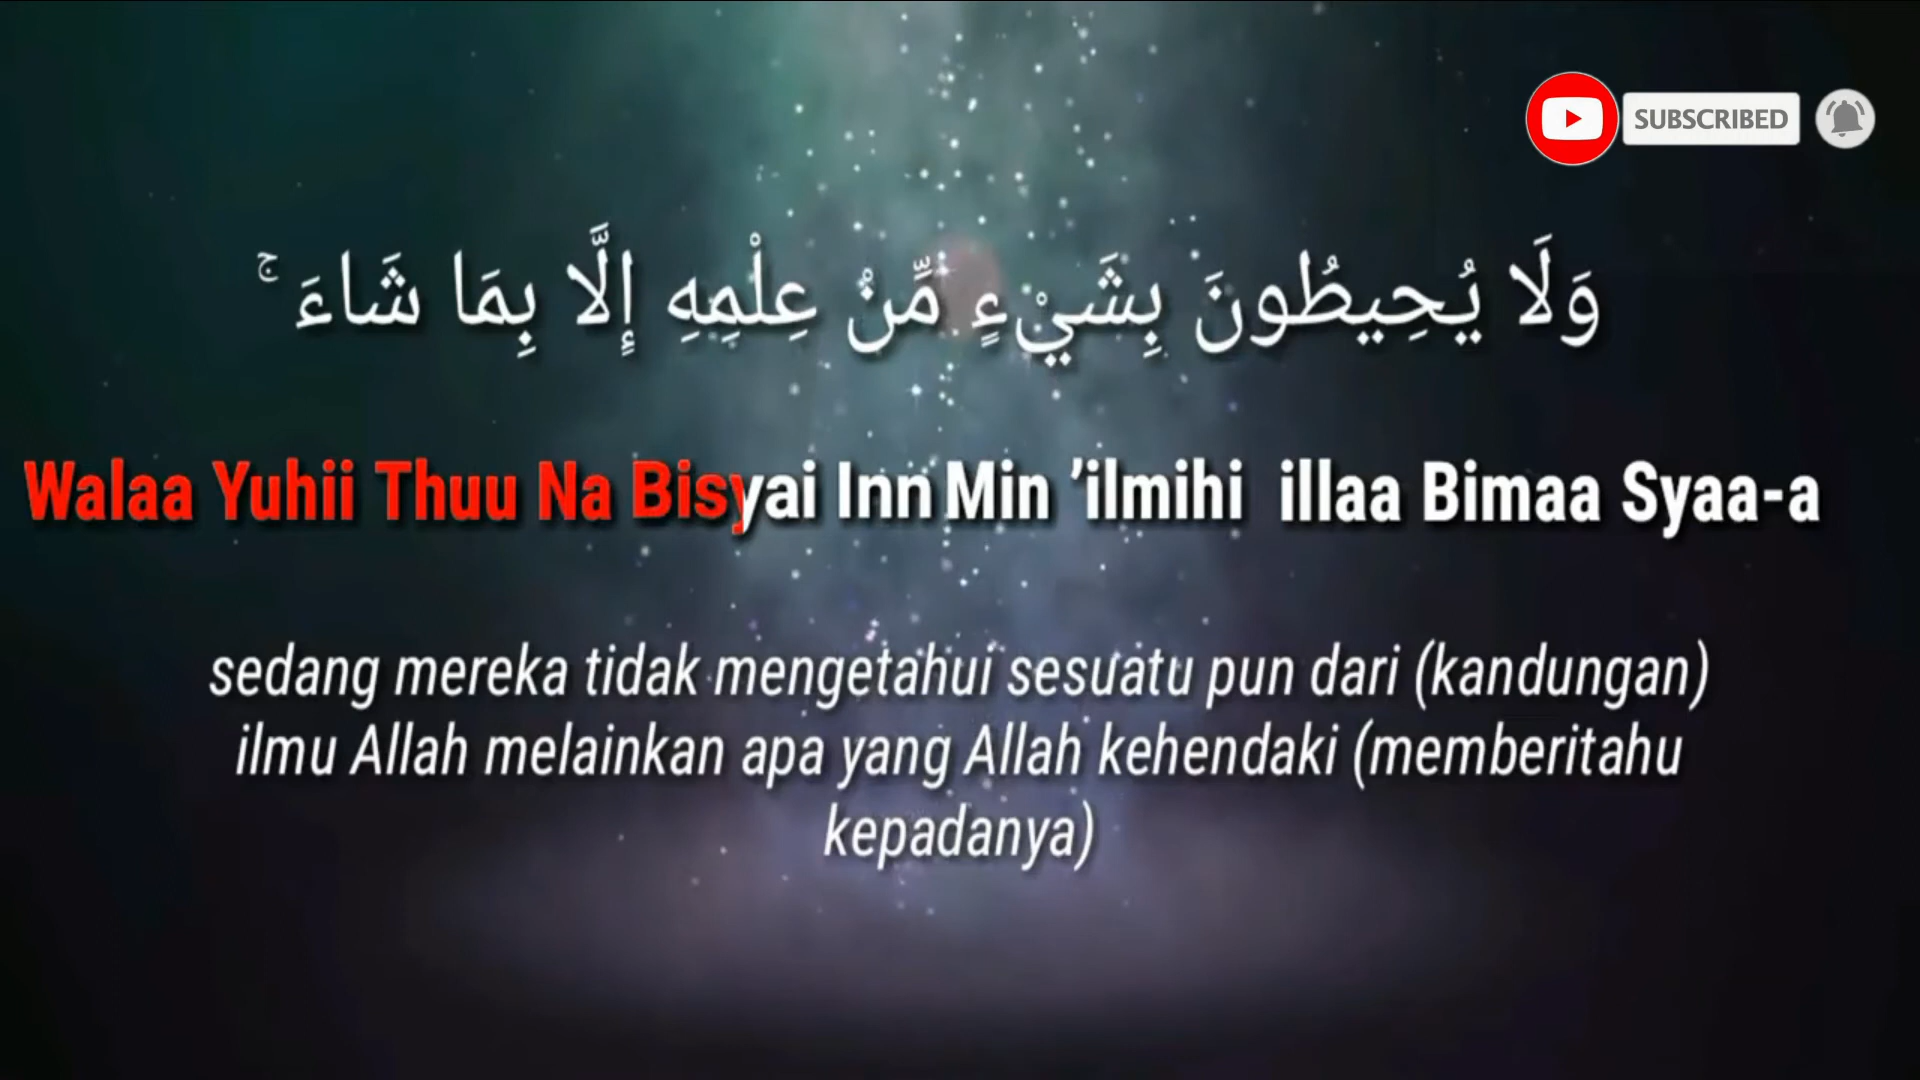 SUBSCRIBED
وَلَا يُحِيطُونَ بِشَيْءٍ مِّنْ عِلْمِهِ إِلَّا بِمَا شَاءَ ۚ
Walaa Yuhii Thuu Na Bisyai Inn Min ’ilmihi illaa Bimaa Syaa-a
sedang mereka tidak mengetahui sesuatu pun dari (kandungan)
ilmu Allah melainkan apa yang Allah kehendaki (memberitahu
kepadanya)